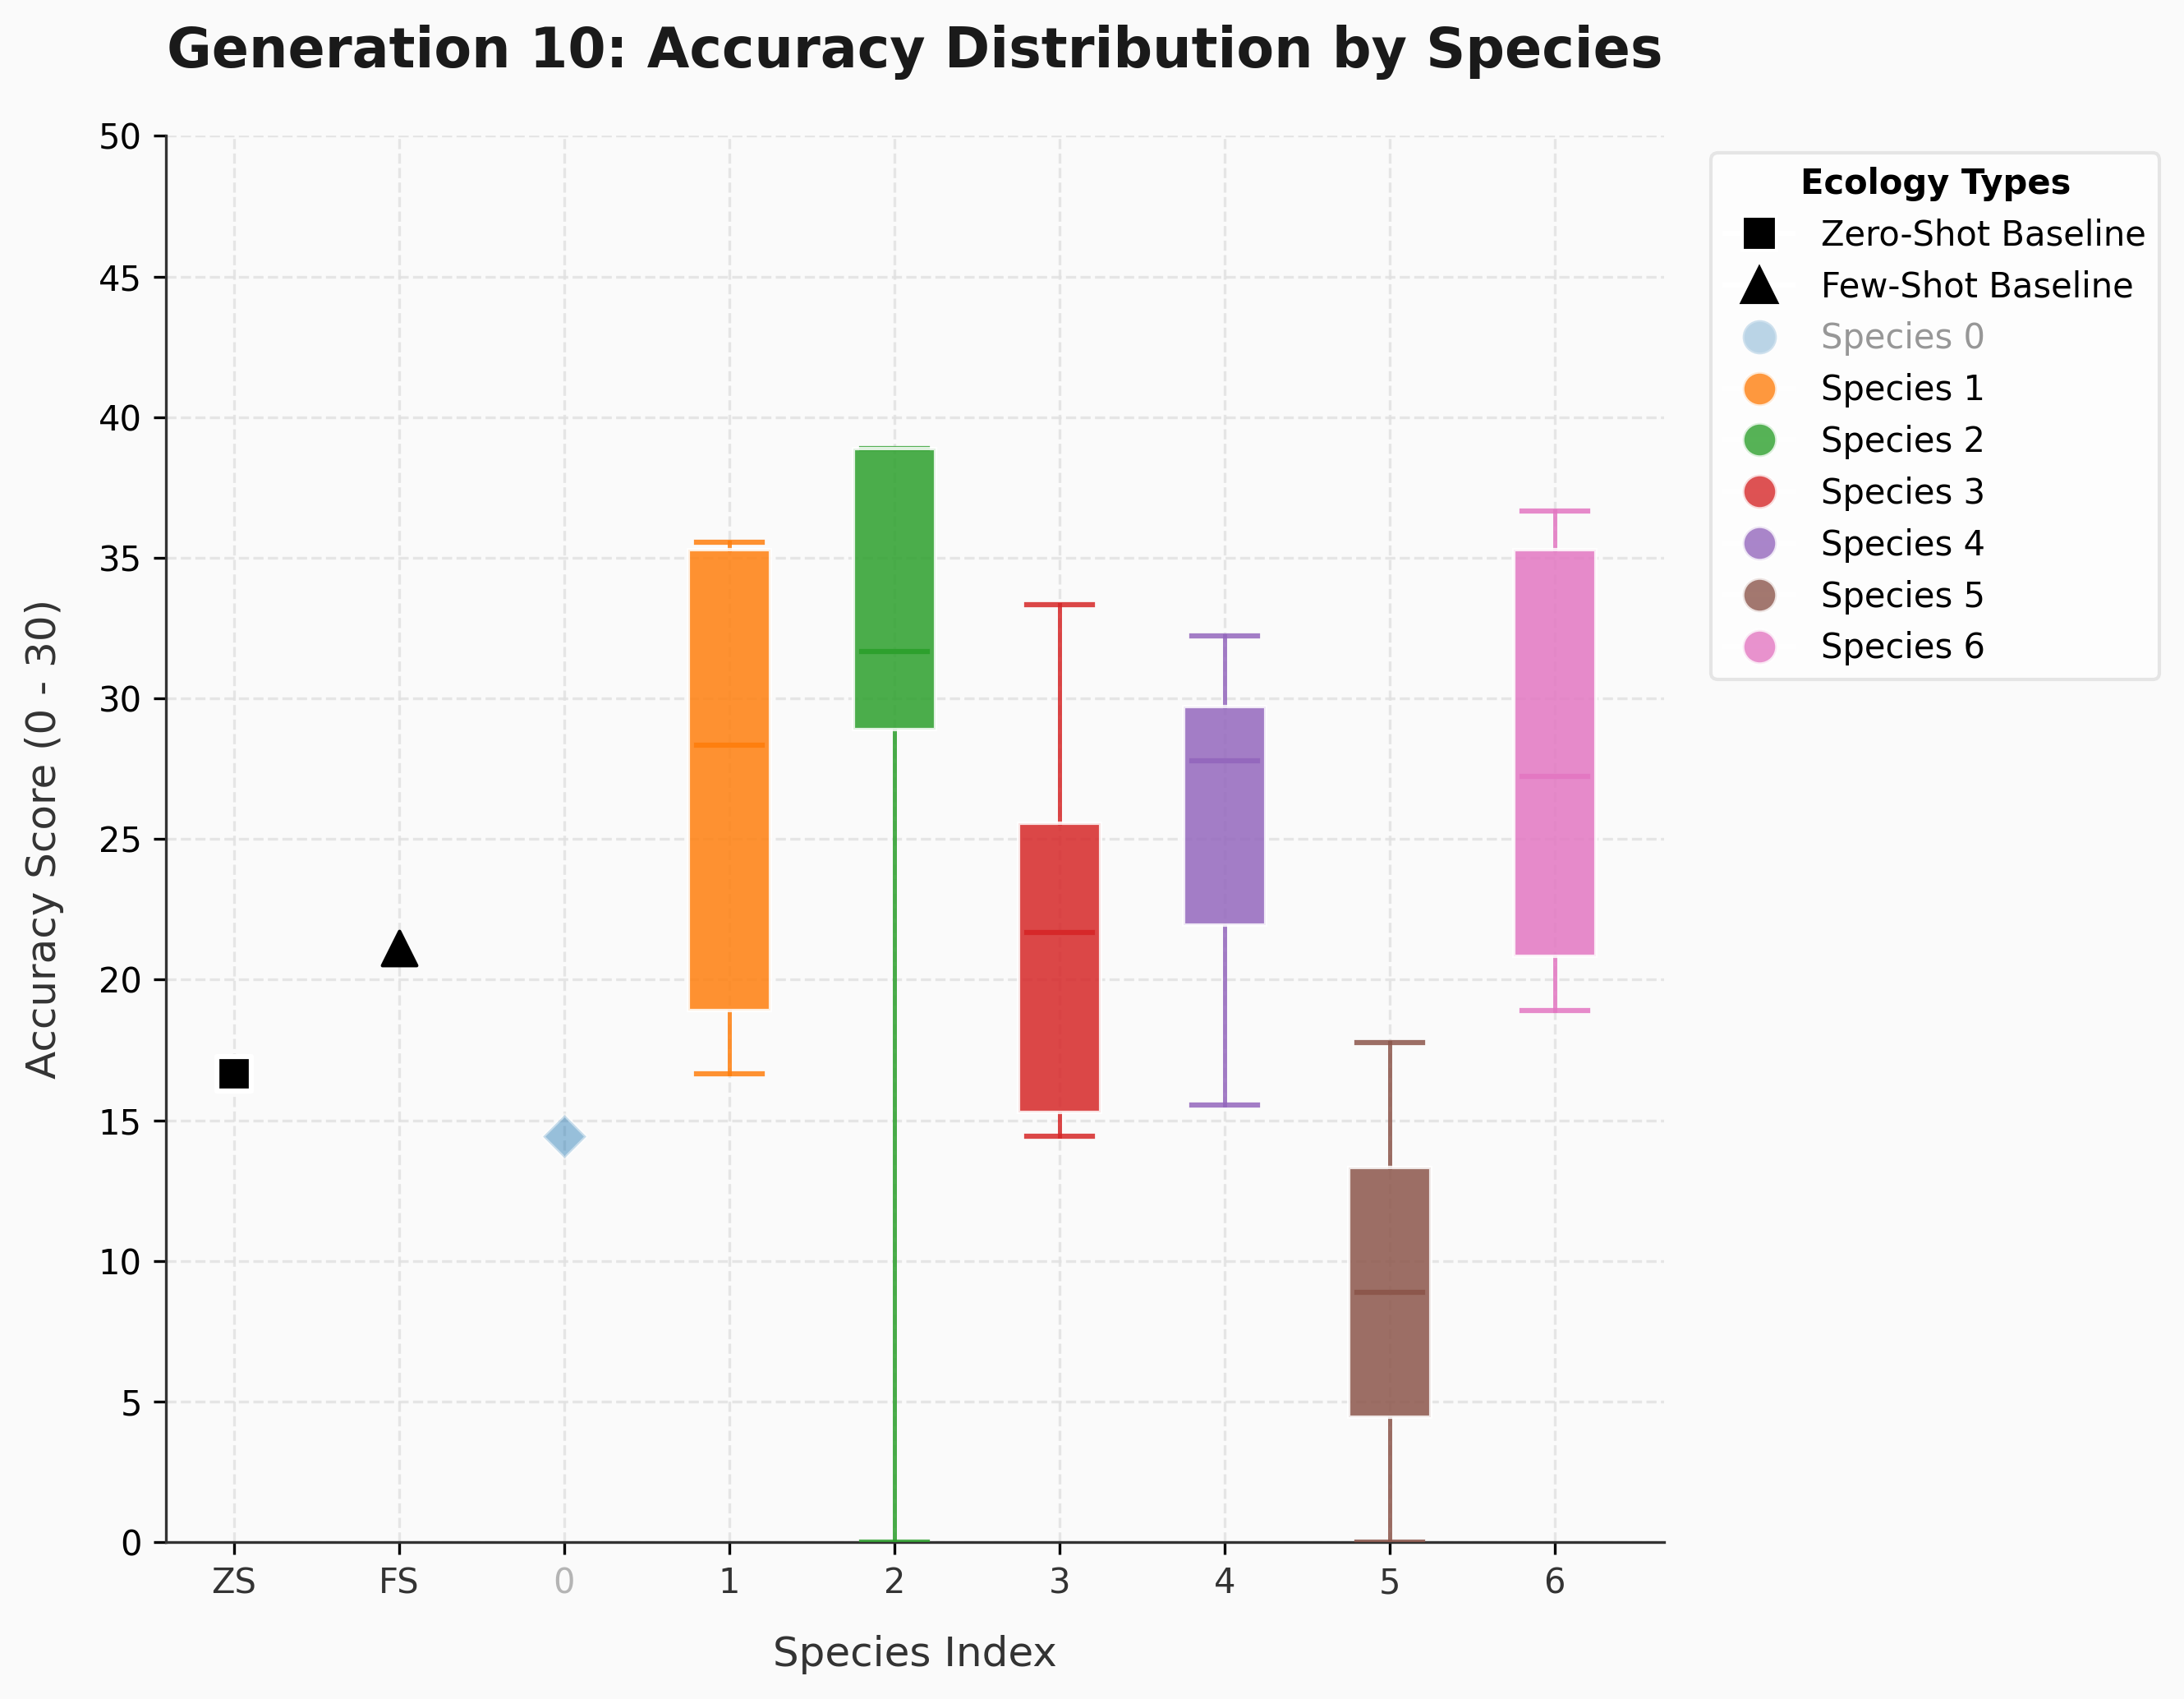 Generation 10: Accuracy Distribution by Species
50
45
40
35
30
25
20
15
10
5
0
Accuracy Score (0 - 30)
ZS FS 0 1 2 3 4 5 6
Species Index
Ecology Types
Zero-Shot Baseline
Few-Shot Baseline
Species 0
Species 1
Species 2
Species 3
Species 4
Species 5
Species 6